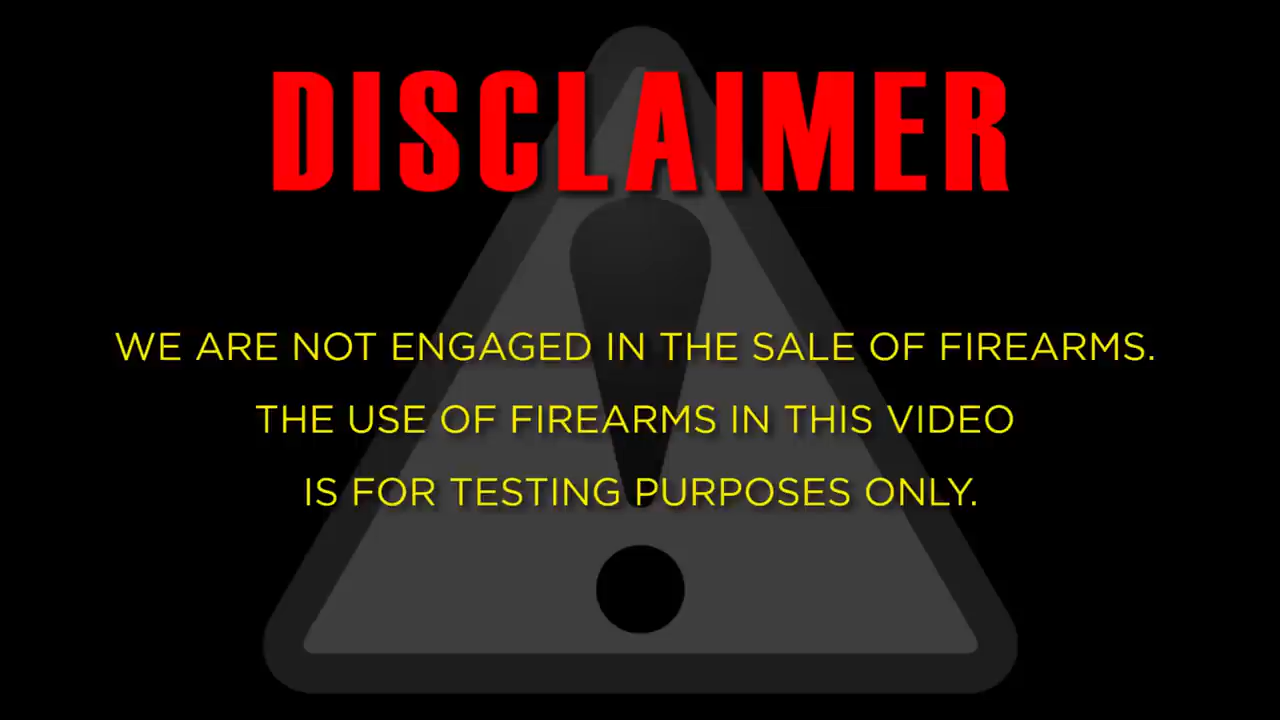 DISCLAIMER
WE ARE NOT ENGAGED IN THE SALE OF FIREARMS.
THE USE OF FIREARMS IN THIS VIDEO
IS FOR TESTING PURPOSES ONLY.